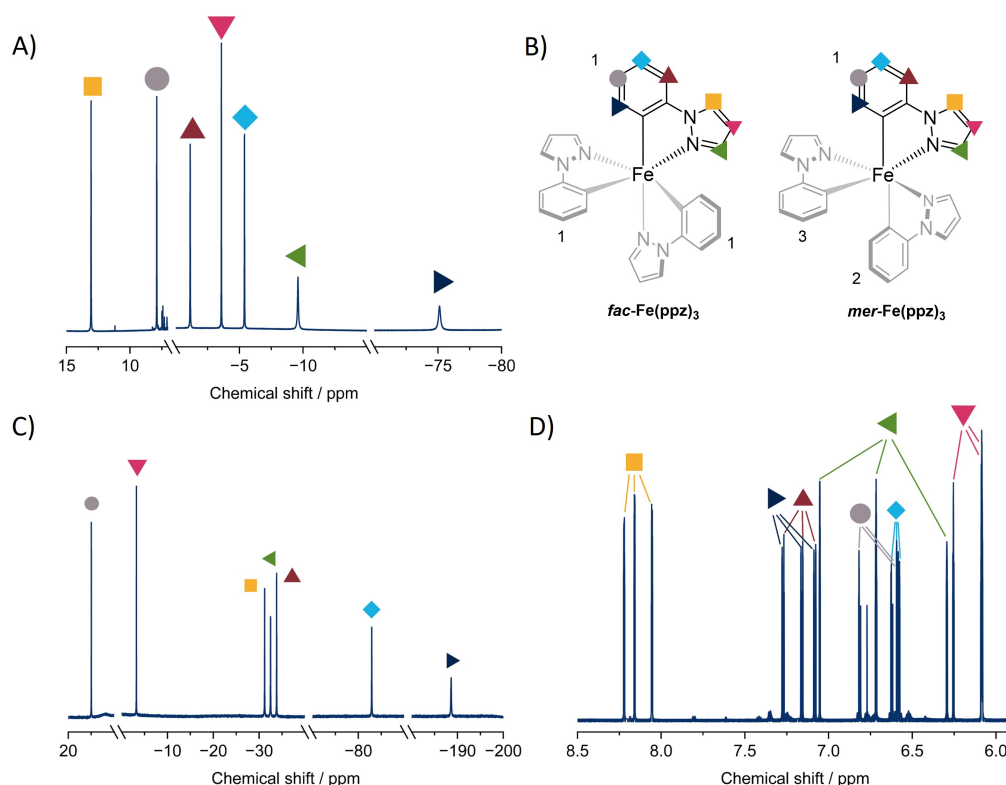 A)
15 10 −5 −10 −75 −80
Chemical shift / ppm
B)
1 1
N N Fe N N N N
1 1
fac-Fe(ppz)₃
1
N N Fe N N N N
3 2
mer-Fe(ppz)₃
C)
20 −10 −20 −30 −80 −190 −200
Chemical shift / ppm
D)
8.5 8.0 7.5 7.0 6.5 6.0
Chemical shift / ppm